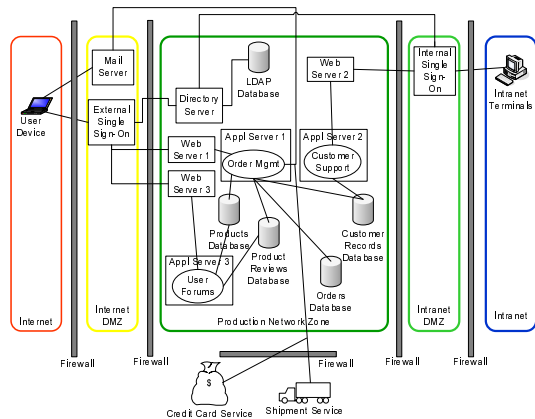 Mail
Server
User
Device
External
Single
Sign-On
Directory
Server
LDAP
Database
Web
Server 2
Internal
Single
Sign-
On
Intranet
Terminals
Web
Server 1
Appl Server 1
Order Mgmt
Appl Server 2
Customer
Support
Web
Server 3
Products
Database
Product
Reviews
Database
Customer
Records
Database
Appl Server 3
User
Forums
Orders
Database
Internet
Internet
DMZ
Production Network Zone
Intranet
DMZ
Intranet
Firewall
Firewall
Firewall
Firewall
Firewall
$
Credit Card Service
Shipment Service